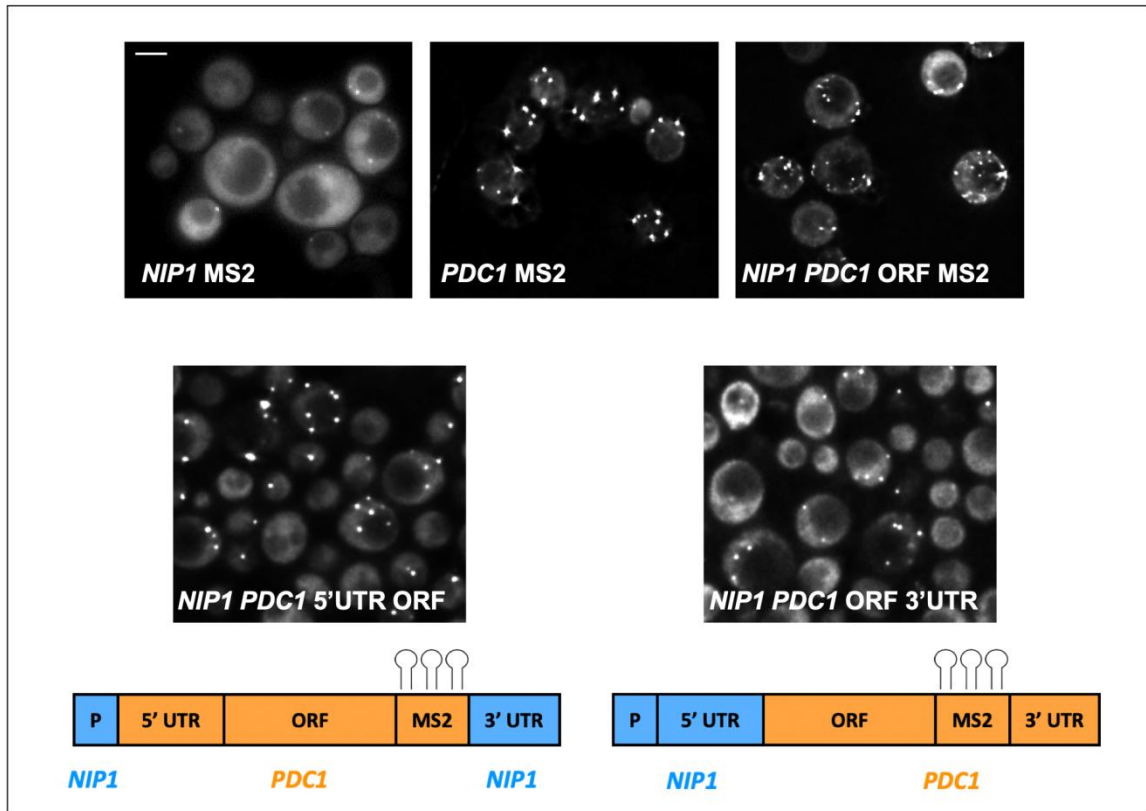 NIP1 MS2
PDC1 MS2
NIP1 PDC1 ORF MS2
NIP1 PDC1 5’UTR ORF
NIP1 PDC1 ORF 3’UTR
P 5’ UTR ORF MS2 3’ UTR
NIP1 PDC1 NIP1
P 5’ UTR ORF MS2 3’ UTR
NIP1 PDC1